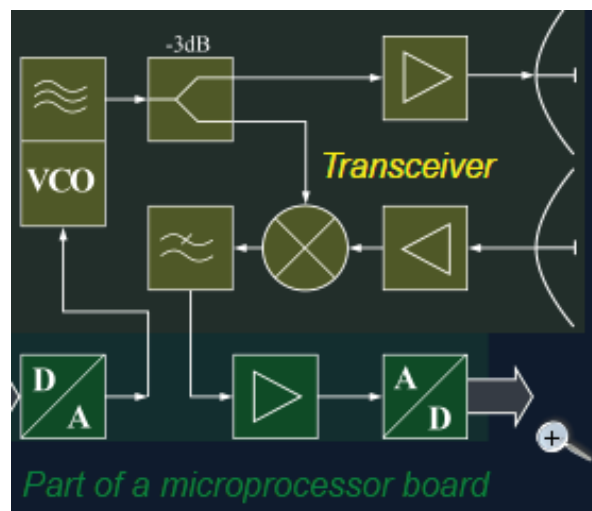 -3dB
VCO
Transceiver
D
A
A
D
Part of a microprocessor board